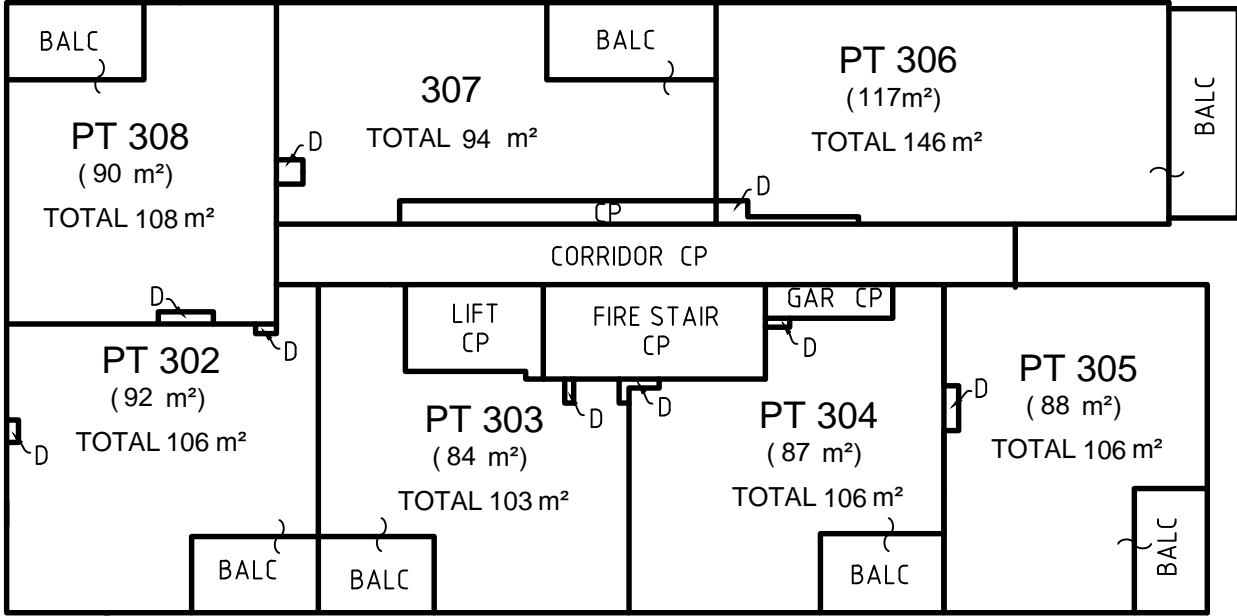 BALC
PT 308
( 90 m²)
TOTAL 108 m²
D
307
TOTAL 94 m²
BALC
D
CP
PT 306
(117m²)
TOTAL 146 m²
D
BALC
CORRIDOR CP
D
PT 302
( 92 m²)
TOTAL 106 m²
D
BALC
LIFT
CP
FIRE STAIR
CP
GAR CP
D
PT 303
( 84 m²)
TOTAL 103 m²
D
BALC
D
PT 304
( 87 m²)
TOTAL 106 m²
BALC
D
PT 305
( 88 m²)
TOTAL 106 m²
D
BALC